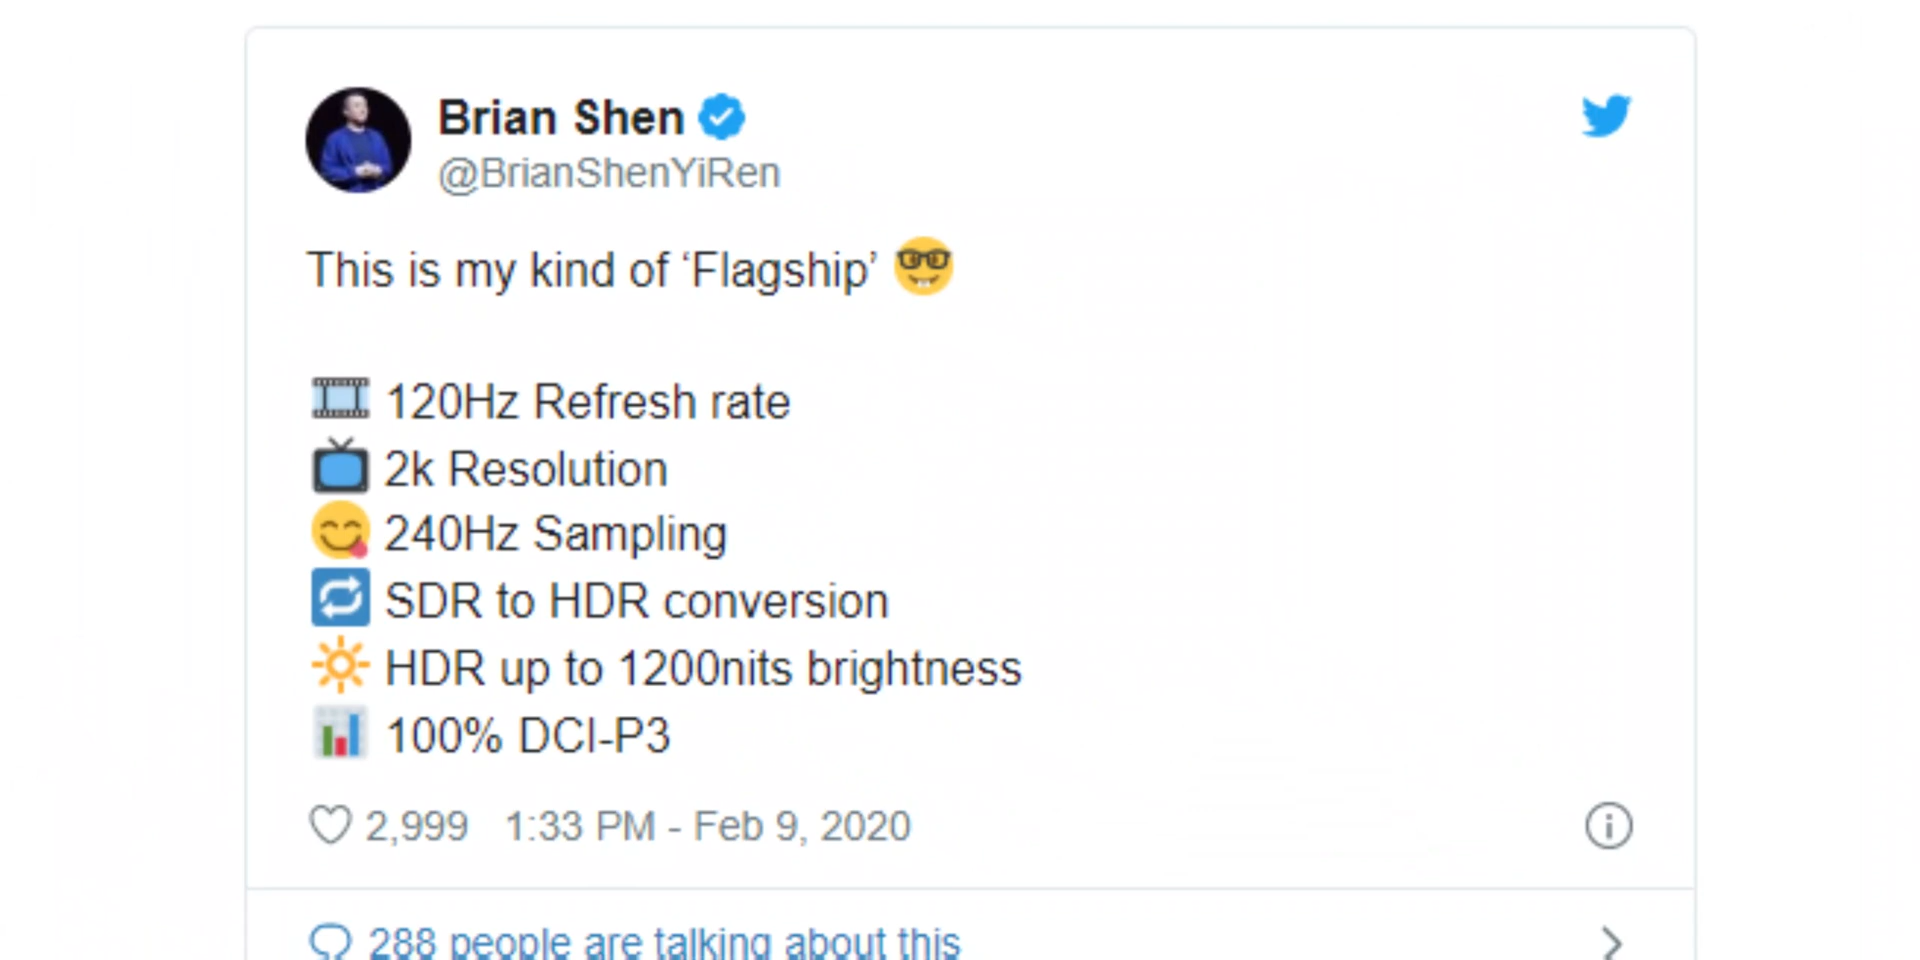 Brian Shen
@BrianShenYiRen
This is my kind of ‘Flagship’ 🤓
🎞 120Hz Refresh rate
📺 2k Resolution
😋 240Hz Sampling
🔁 SDR to HDR conversion
🔆 HDR up to 1200nits brightness
📊 100% DCI-P3
2,999 1:33 PM - Feb 9, 2020
288 people are talking about this